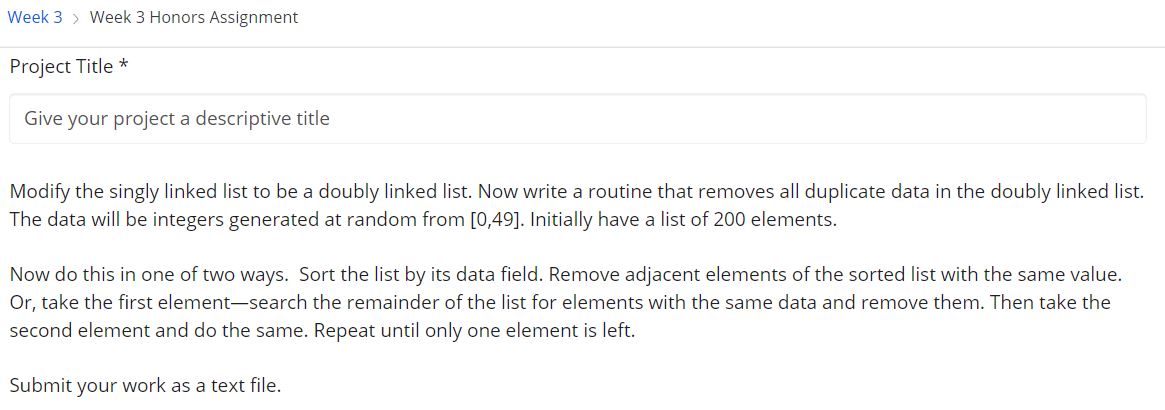 Week 3 > Week 3 Honors Assignment
Project Title *
Give your project a descriptive title
Modify the singly linked list to be a doubly linked list. Now write a routine that removes all duplicate data in the doubly linked list.
The data will be integers generated at random from [0,49]. Initially have a list of 200 elements.
Now do this in one of two ways.  Sort the list by its data field. Remove adjacent elements of the sorted list with the same value.
Or, take the first element—search the remainder of the list for elements with the same data and remove them. Then take the
second element and do the same. Repeat until only one element is left.
Submit your work as a text file.